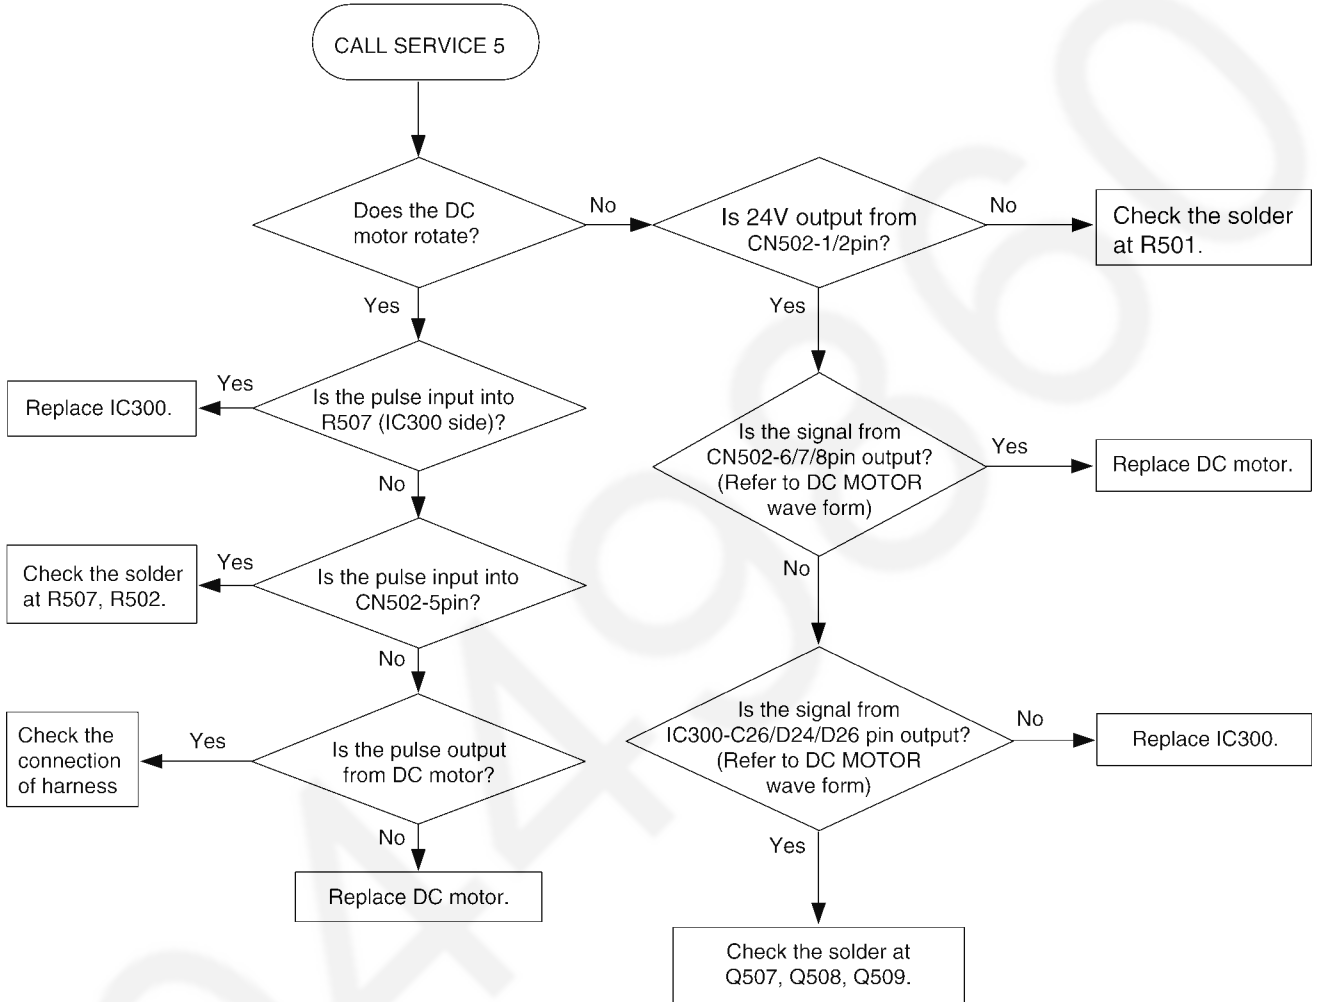 CALL SERVICE 5
Does the DC
motor rotate?
No
Is 24V output from
CN502-1/2pin?
No
Check the solder
at R501.
Yes
Yes
Replace IC300.
Yes
Is the pulse input into
R507 (IC300 side)?
Is the signal from
CN502-6/7/8pin output?
(Refer to DC MOTOR
wave form)
Yes
Replace DC motor.
No
No
Check the solder
at R507, R502.
Yes
Is the pulse input into
CN502-5pin?
No
Is the signal from
IC300-C26/D24/D26 pin output?
(Refer to DC MOTOR
wave form)
No
Replace IC300.
Check the
connection
of harness
Yes
Is the pulse output
from DC motor?
No
Yes
Replace DC motor.
Check the solder at
Q507, Q508, Q509.